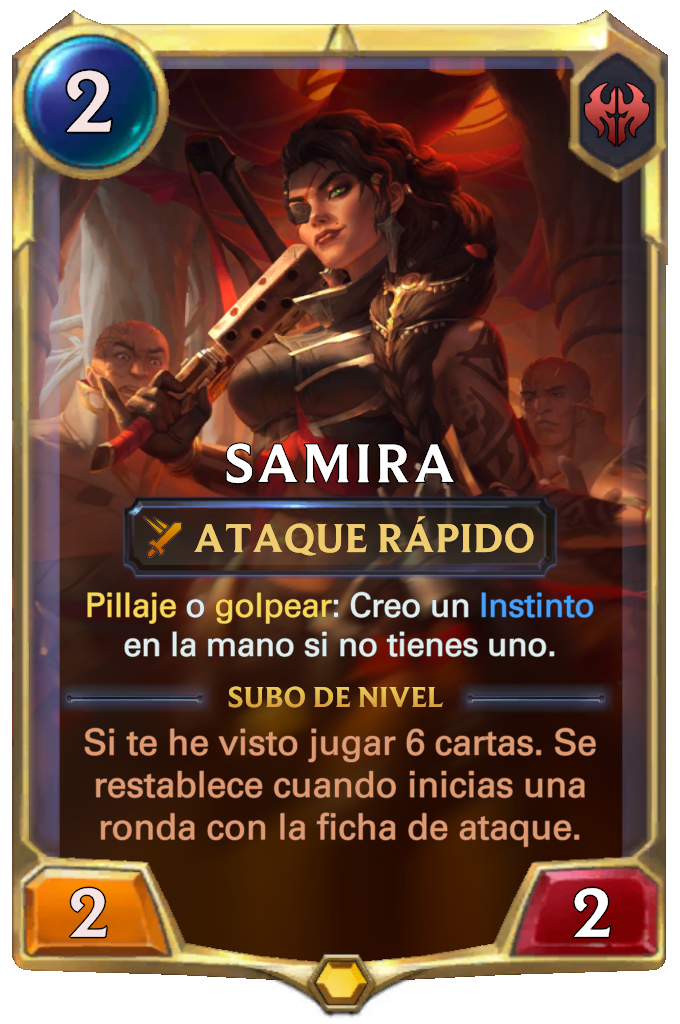 2
SAMIRA
ATAQUE RÁPIDO
Pillaje o golpear: Creo un Instinto
en la mano si no tienes uno.
SUBO DE NIVEL
Si te he visto jugar 6 cartas. Se
restablece cuando inicias una
ronda con la ficha de ataque.
2
2